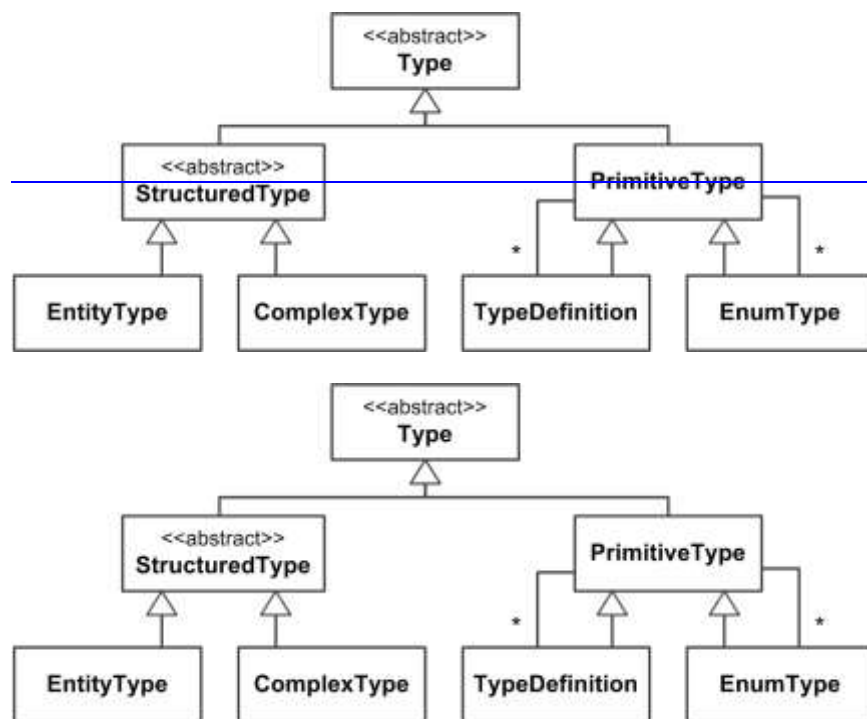 <<abstract>>
Type
<<abstract>>
StructuredType
PrimitiveType
* *
EntityType ComplexType TypeDefinition EnumType
<<abstract>>
Type
<<abstract>>
StructuredType
PrimitiveType
* *
EntityType ComplexType TypeDefinition EnumType